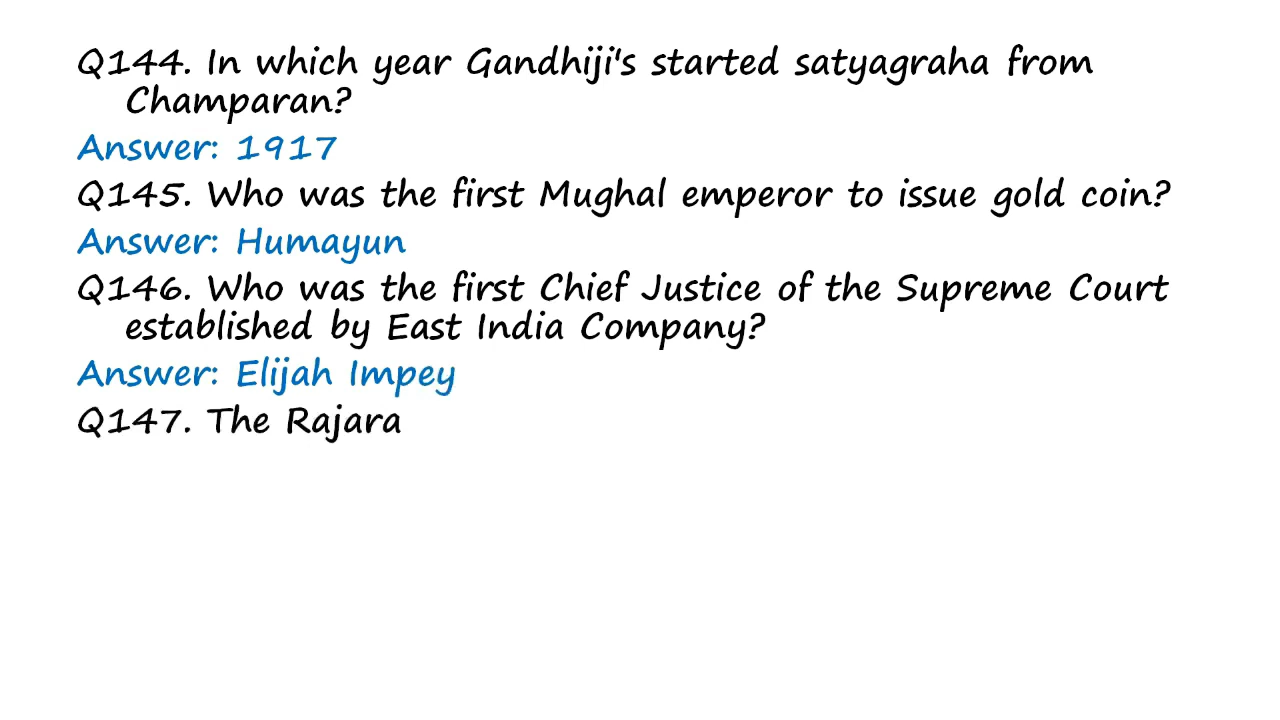 Q144. In which year Gandhiji's started satyagraha from
Champaran?
Answer: 1917
Q145. Who was the first Mughal emperor to issue gold coin?
Answer: Humayun
Q146. Who was the first Chief Justice of the Supreme Court
established by East India Company?
Answer: Elijah Impey
Q147. The Rajara